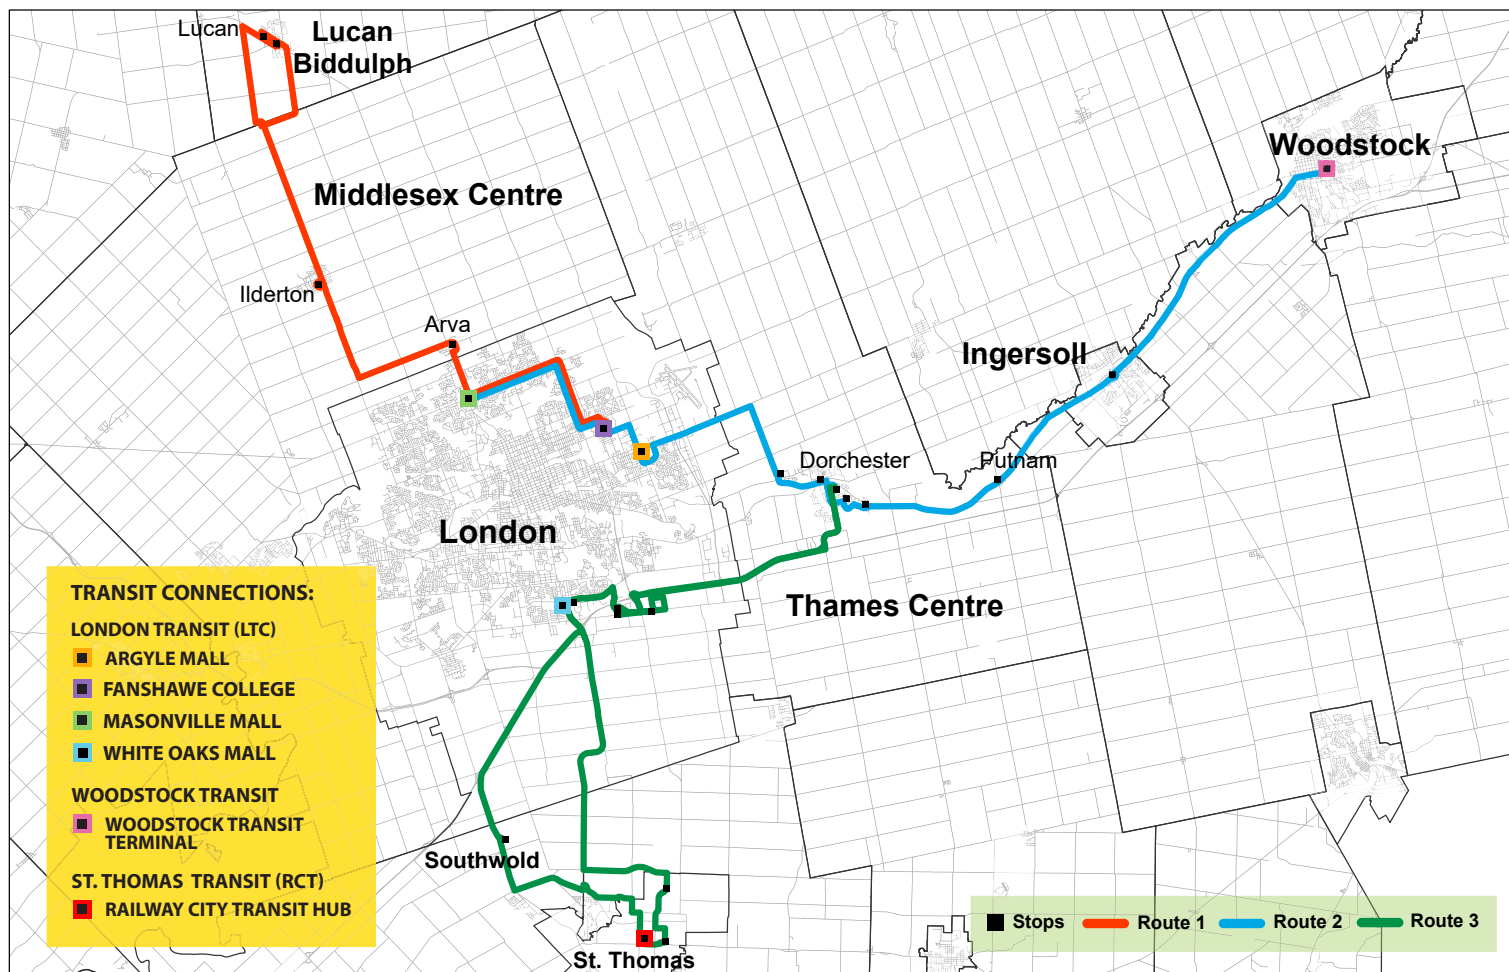 Lucan
Lucan
Biddulph
Woodstock
Middlesex Centre
Ilderton
Arva
Ingersoll
Dorchester
Putnam
London
Thames Centre
TRANSIT CONNECTIONS:
LONDON TRANSIT (LTC)
ARGYLE MALL
FANSHAWE COLLEGE
MASONVILLE MALL
WHITE OAKS MALL
WOODSTOCK TRANSIT
WOODSTOCK TRANSIT
TERMINAL
ST. THOMAS TRANSIT (RCT)
RAILWAY CITY TRANSIT HUB
Southwold
St. Thomas
Stops Route 1 Route 2 Route 3